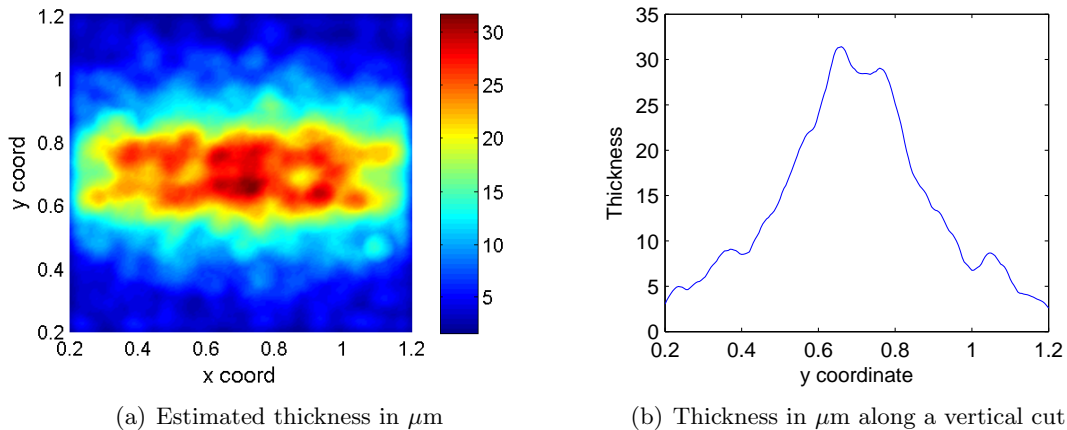 1.2
1
0.8
0.6
0.4
0.2
y coord
0.2 0.4 0.6 0.8 1 1.2
x coord
30
25
20
15
10
5
(a) Estimated thickness in μm
35
30
25
20
15
10
5
0
Thickness
0.2 0.4 0.6 0.8 1 1.2
y coordinate
(b) Thickness in μm along a vertical cut